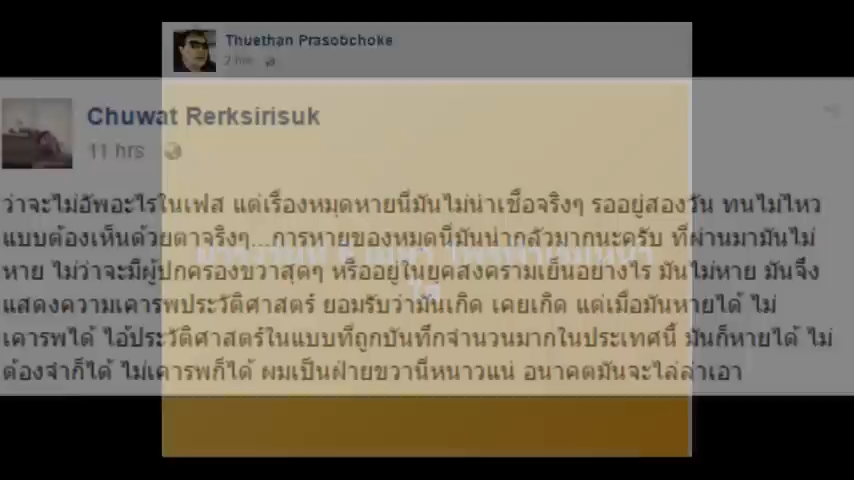 Thuethan Prasobchoke
2 hrs
Chuwat Rerksirisuk
11 hrs
ว่าจะไม่อัพอะไรในเฟส แต่เรื่องหมุดหายนี่มันไม่น่าเชื่อจริงๆ รออยู่สองวัน ทนไม่ไหว
แบบต้องเห็นด้วยตาจริงๆ...การหายของหมุดนี้มันน่ากลัวมากนะครับ ที่ผ่านมามันไม่
หาย ไม่ว่าจะมีผู้ปกครองขวาสุดๆ หรืออยู่ในยุคสงครามเย็นอย่างไร มันไม่หาย มันจึง
แสดงความเคารพประวัติศาสตร์ ยอมรับว่ามันเกิด เคยเกิด แต่เมื่อมันหายได้ ไม่
เคารพได้ ไอ้ประวัติศาสตร์ในแบบที่ถูกบันทึกจำนวนมากในประเทศนี้ มันก็หายได้ ไม่
ต้องจำก็ได้ ไม่เคารพก็ได้ ผมเป็นฝ่ายขวานี่หนาวแน่ อนาคตมันจะไล่ล่าเอา